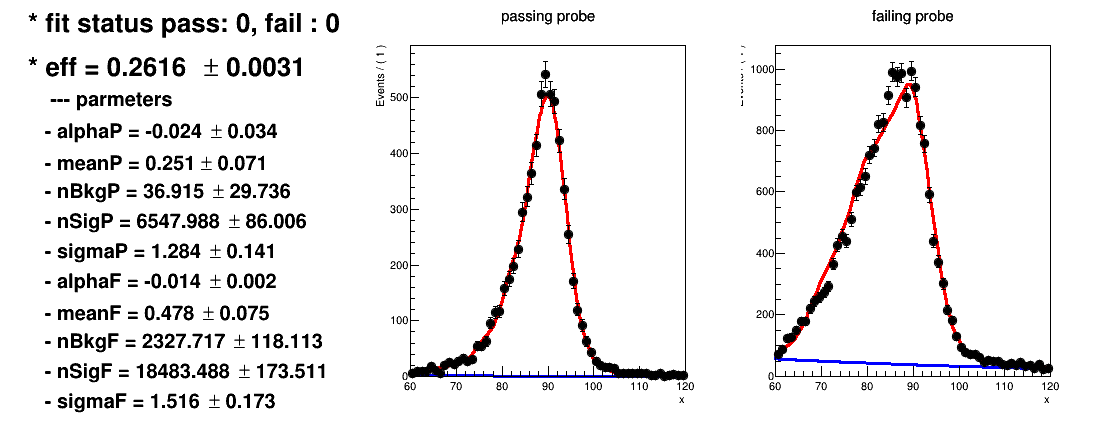 * fit status pass: 0, fail : 0
* eff = 0.2616 ± 0.0031
--- parmeters
- alphaP = -0.024 ± 0.034
- meanP = 0.251 ± 0.071
- nBkgP = 36.915 ± 29.736
- nSigP = 6547.988 ± 86.006
- sigmaP = 1.284 ± 0.141
- alphaF = -0.014 ± 0.002
- meanF = 0.478 ± 0.075
- nBkgF = 2327.717 ± 118.113
- nSigF = 18483.488 ± 173.511
- sigmaF = 1.516 ± 0.173
passing probe
Events / ( 1 )
500
400
300
200
100
0
60 70 80 90 100 110 120
x
failing probe
Events / ( 1 )
1000
800
600
400
200
0
60 70 80 90 100 110 120
x